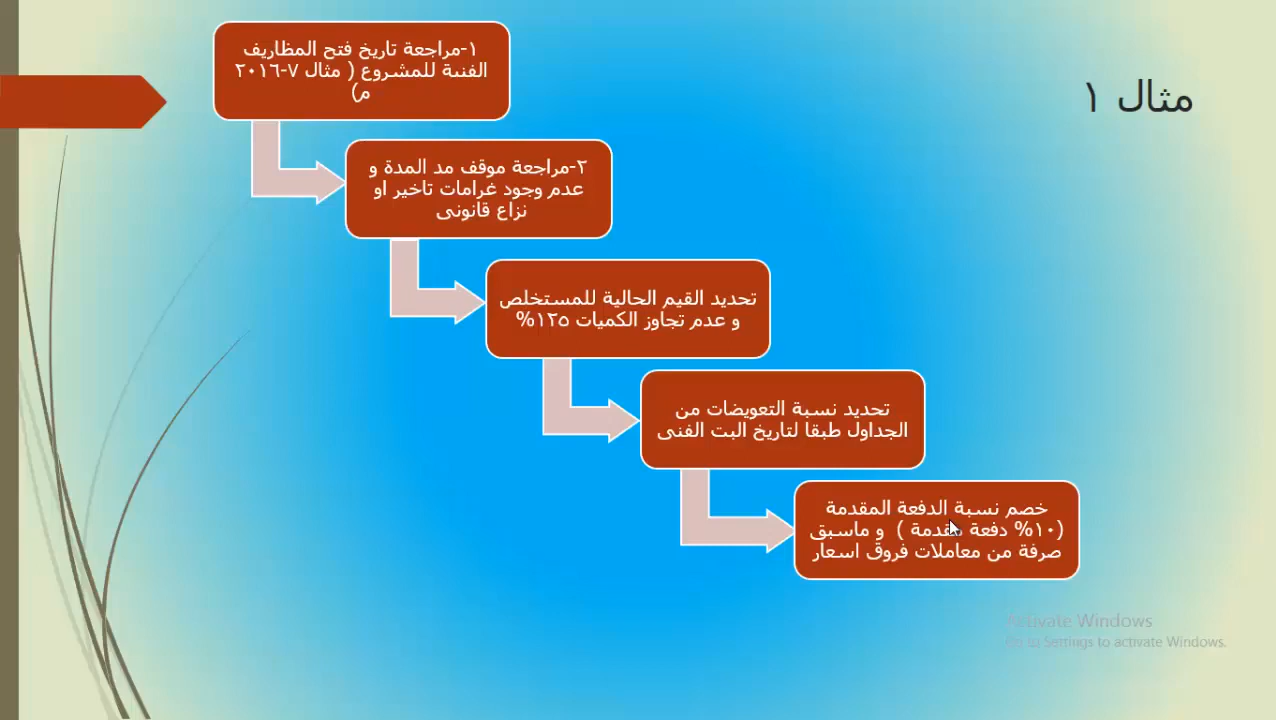 مثال ١
١-مراجعة تاريخ فتح المظاريف
الفنىة للمشروع ( مثال ٧-٢٠١٦
م)
٢-مراجعة موقف مد المدة و
عدم وجود غرامات تاخير او
نزاع قانونى
تحديد القيم الحالية للمستخلص
و عدم تجاوز الكميات ١٢٥%
تحديد نسبة التعويضات من
الجداول طبقا لتاريخ البت الفنى
خصم نسبة الدفعة المقدمة
(١٠% دفعة مقدمة ) و ماسبق
صرفة من معاملات فروق اسعار
Activate Windows
Go to Settings to activate Windows.